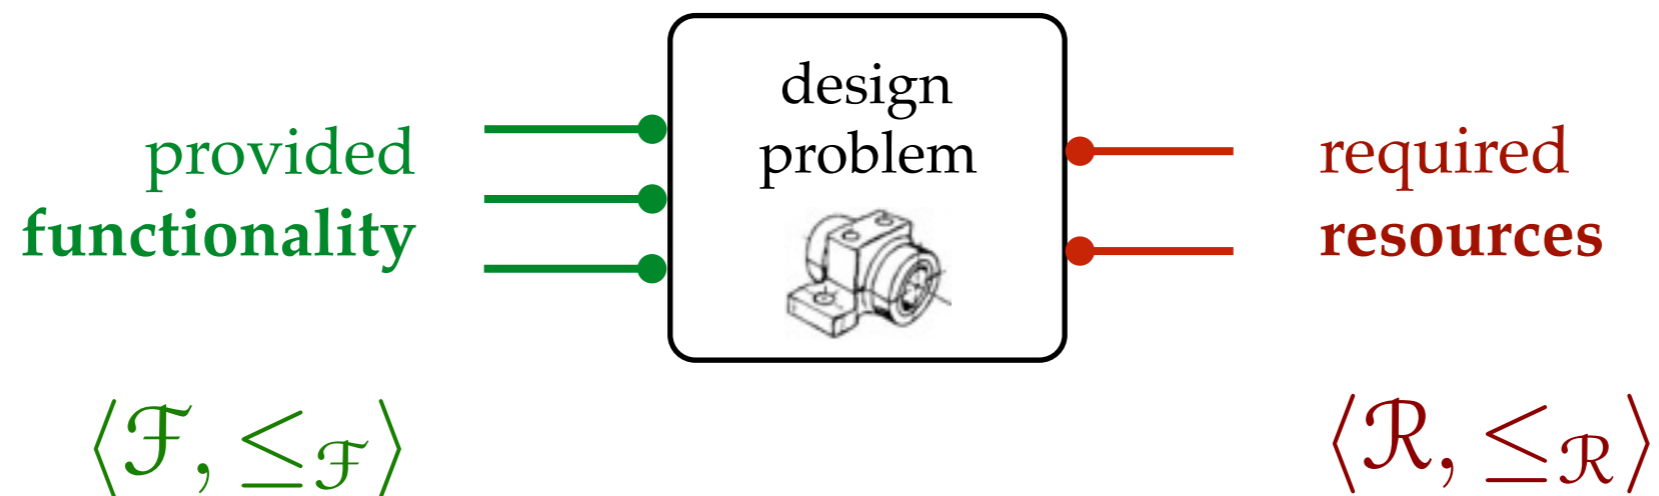 design
problem
provided
functionality
required
resources
⟨ℱ, ≤ℱ⟩
⟨ℛ, ≤ℛ⟩